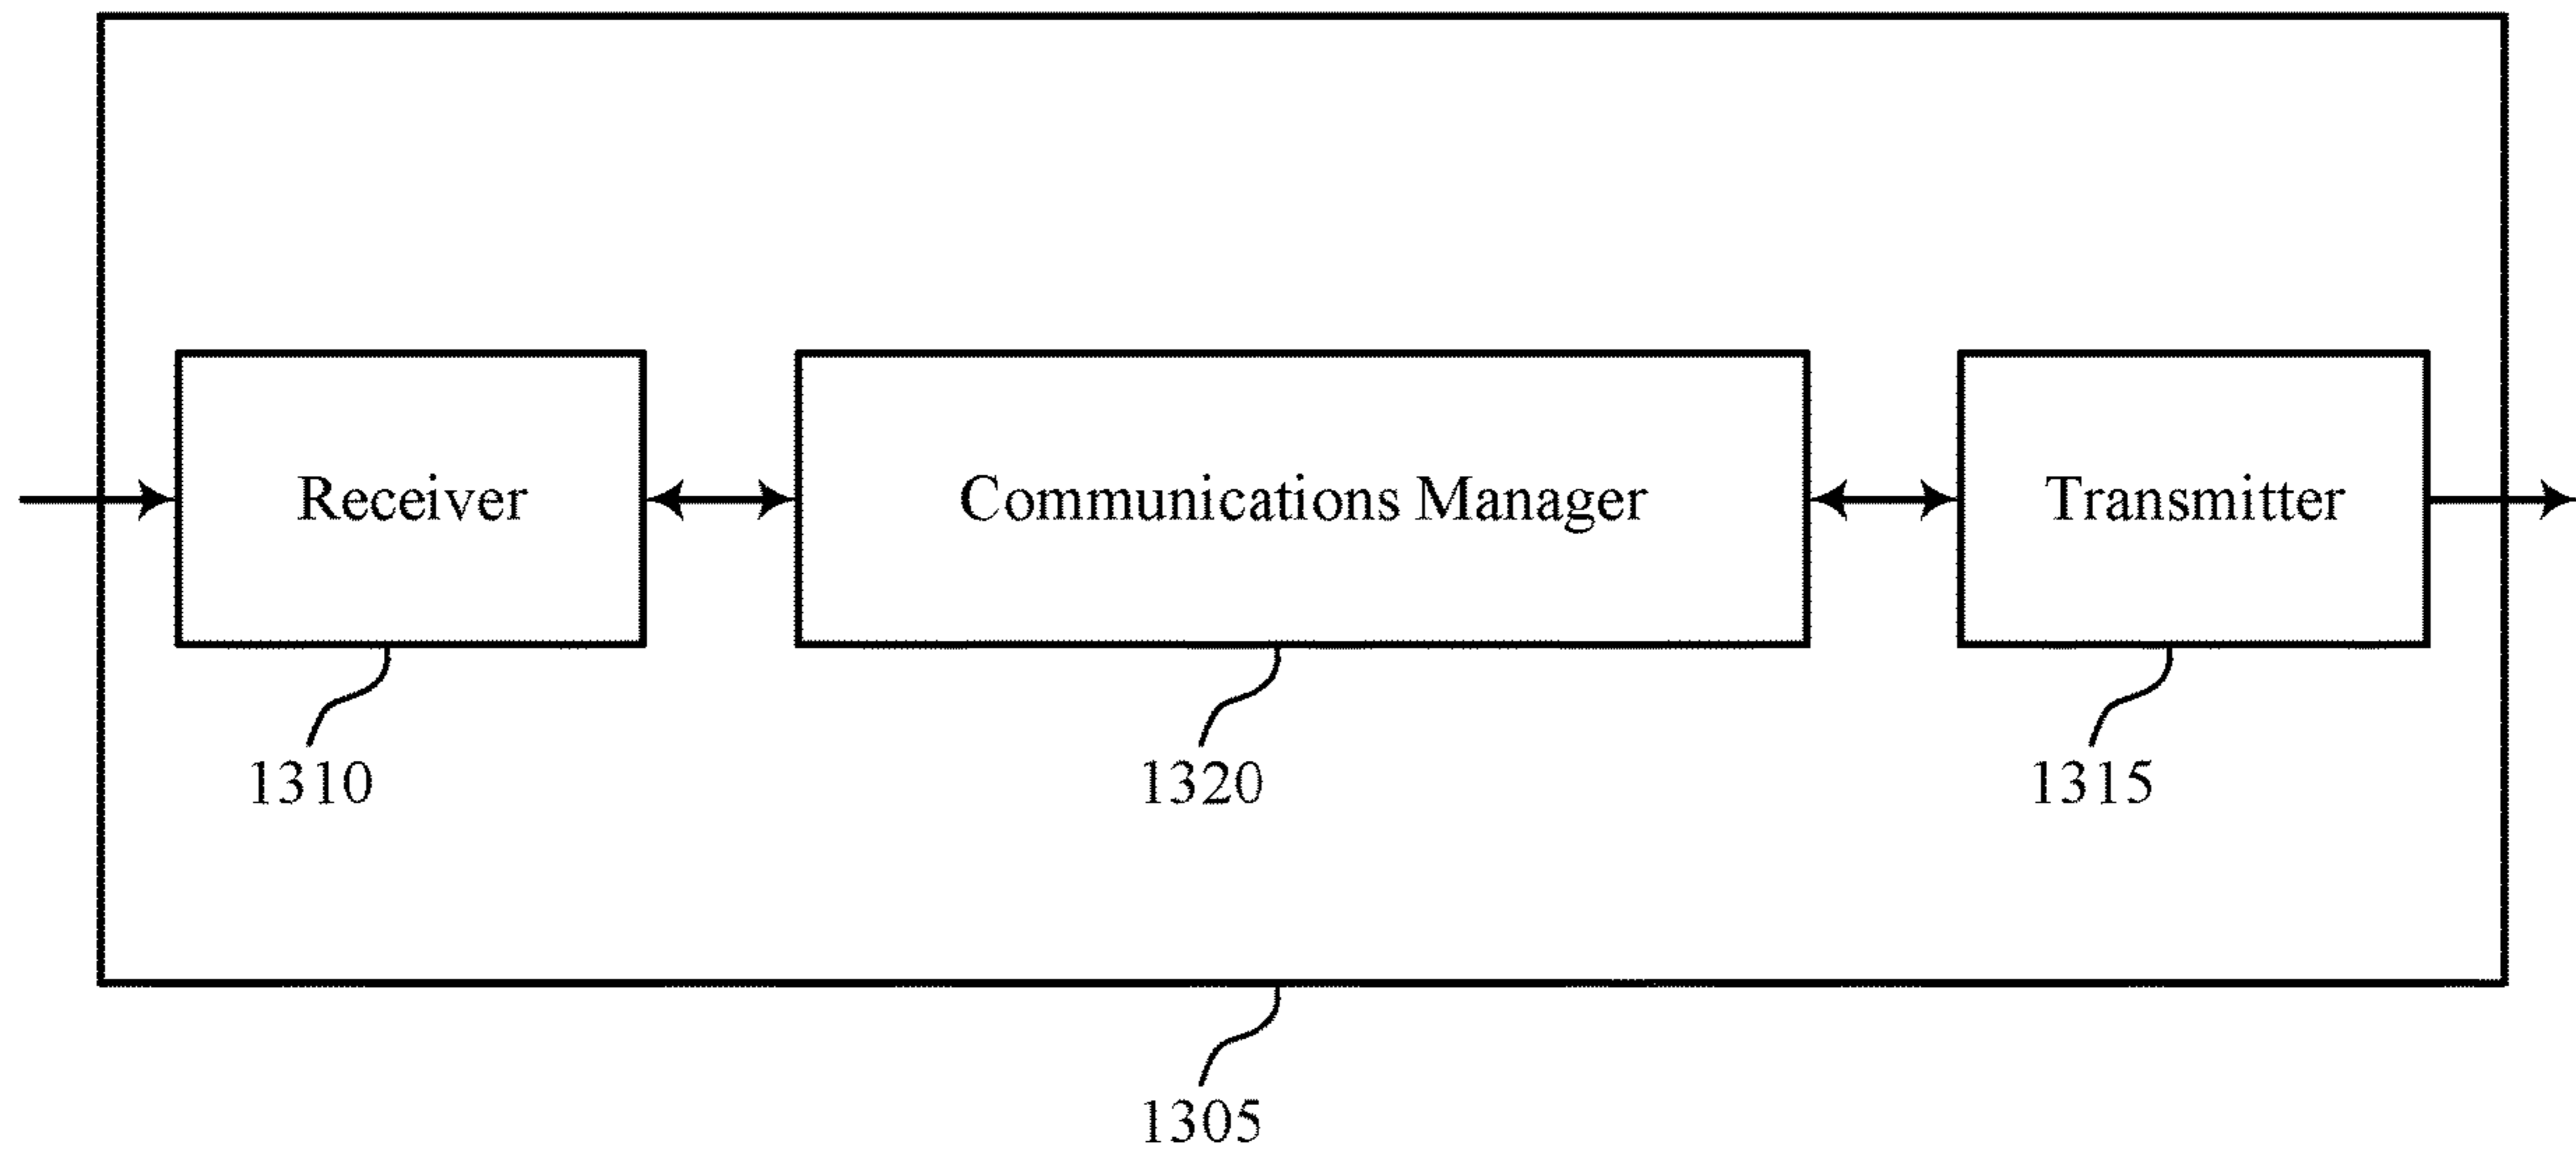 Receiver
Communications Manager
Transmitter
1310
1320
1315
1305